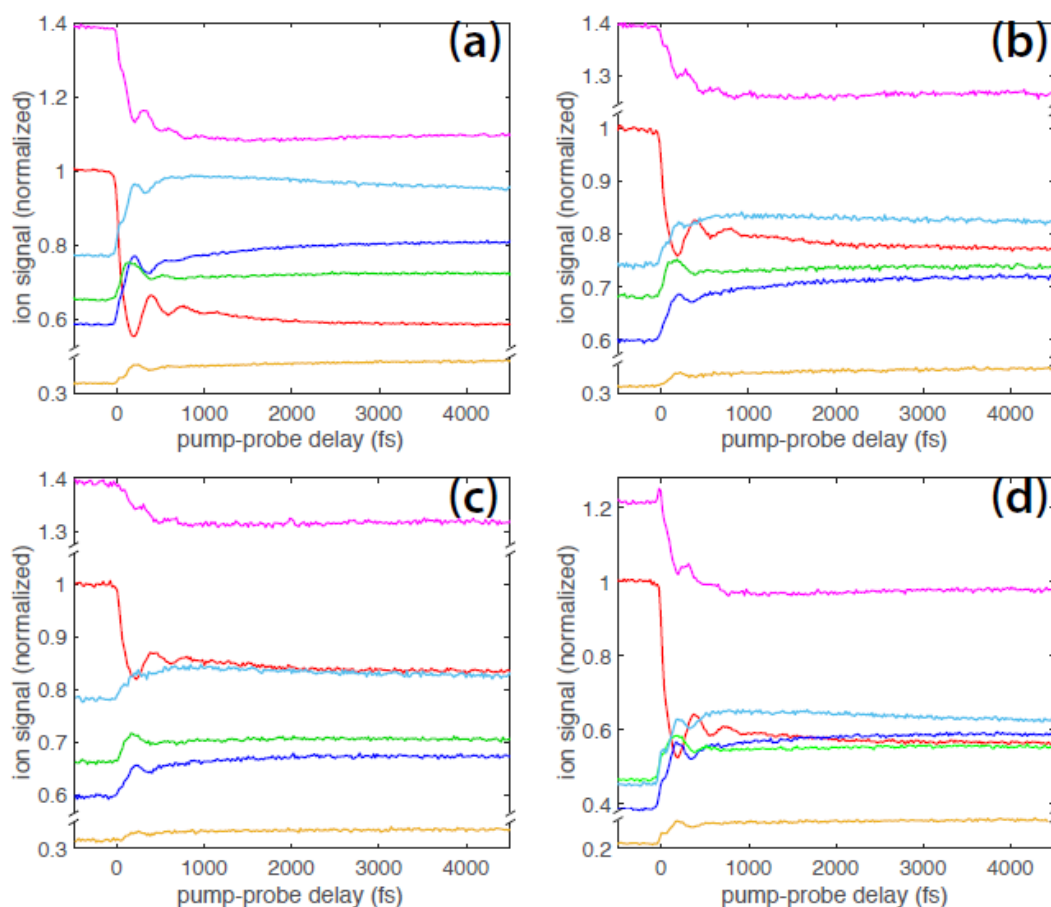 (a)
ion signal (normalized)
1.4
1.2
1
0.8
0.6
0.3
0 1000 2000 3000 4000
pump-probe delay (fs)
(b)
ion signal (normalized)
1.4
1.3
1
0.9
0.8
0.7
0.6
0.3
0 1000 2000 3000 4000
pump-probe delay (fs)
(c)
ion signal (normalized)
1.4
1.3
1
0.9
0.8
0.7
0.6
0.3
0 1000 2000 3000 4000
pump-probe delay (fs)
(d)
ion signal (normalized)
1.2
1
0.8
0.6
0.4
0.2
0 1000 2000 3000 4000
pump-probe delay (fs)